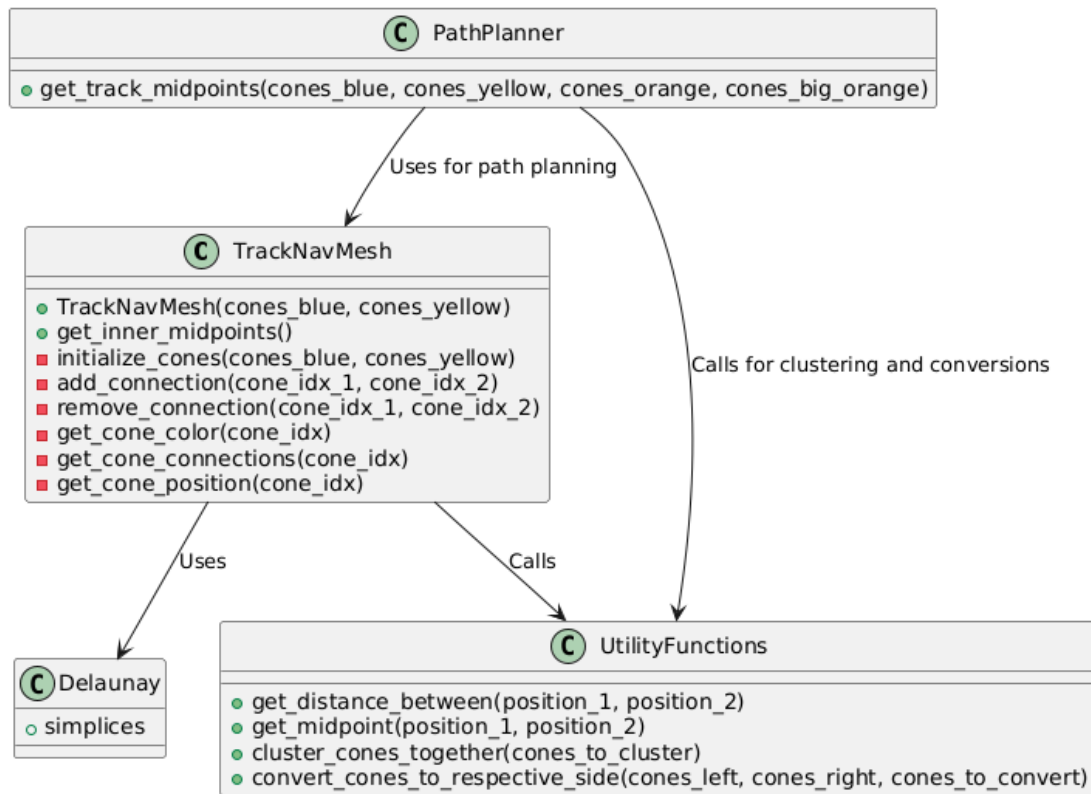 C PathPlanner
get_track_midpoints(cones_blue, cones_yellow, cones_orange, cones_big_orange)
Uses for path planning
C TrackNavMesh
TrackNavMesh(cones_blue, cones_yellow)
get_inner_midpoints()
initialize_cones(cones_blue, cones_yellow)
add_connection(cone_idx_1, cone_idx_2)
remove_connection(cone_idx_1, cone_idx_2)
get_cone_color(cone_idx)
get_cone_connections(cone_idx)
get_cone_position(cone_idx)
Calls for clustering and conversions
Uses
Calls
C Delaunay
simplices
C UtilityFunctions
get_distance_between(position_1, position_2)
get_midpoint(position_1, position_2)
cluster_cones_together(cones_to_cluster)
convert_cones_to_respective_side(cones_left, cones_right, cones_to_convert)